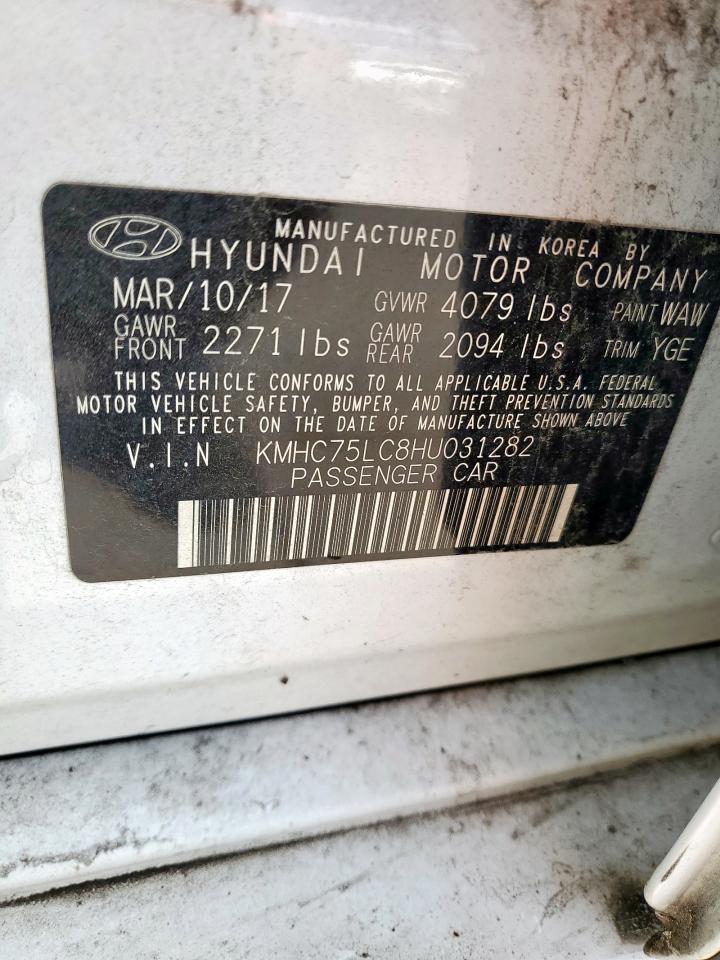 MANUFACTURED IN KOREA BY
HYUNDAI MOTOR COMPANY
MAR/10/17 GVWR 4079 lbs PAINT WAW
GAWR FRONT 2271 lbs GAWR REAR 2094 lbs TRIM YGE
THIS VEHICLE CONFORMS TO ALL APPLICABLE U.S.A. FEDERAL
MOTOR VEHICLE SAFETY, BUMPER, AND THEFT PREVENTION STANDARDS
IN EFFECT ON THE DATE OF MANUFACTURE SHOWN ABOVE
V.I.N KMHC75LC8HU031282
PASSENGER CAR